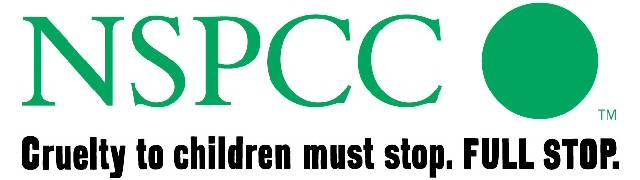 NSPCC
TM
Cruelty to children must stop. FULL STOP.